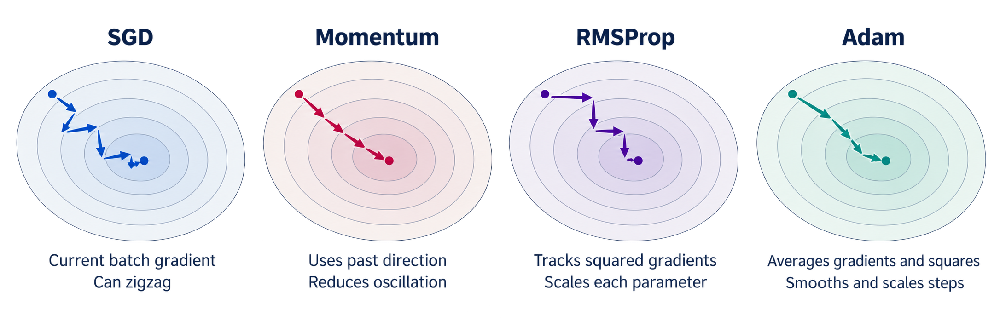 SGD
Current batch gradient
Can zigzag
Momentum
Uses past direction
Reduces oscillation
RMSProp
Tracks squared gradients
Scales each parameter
Adam
Averages gradients and squares
Smooths and scales steps